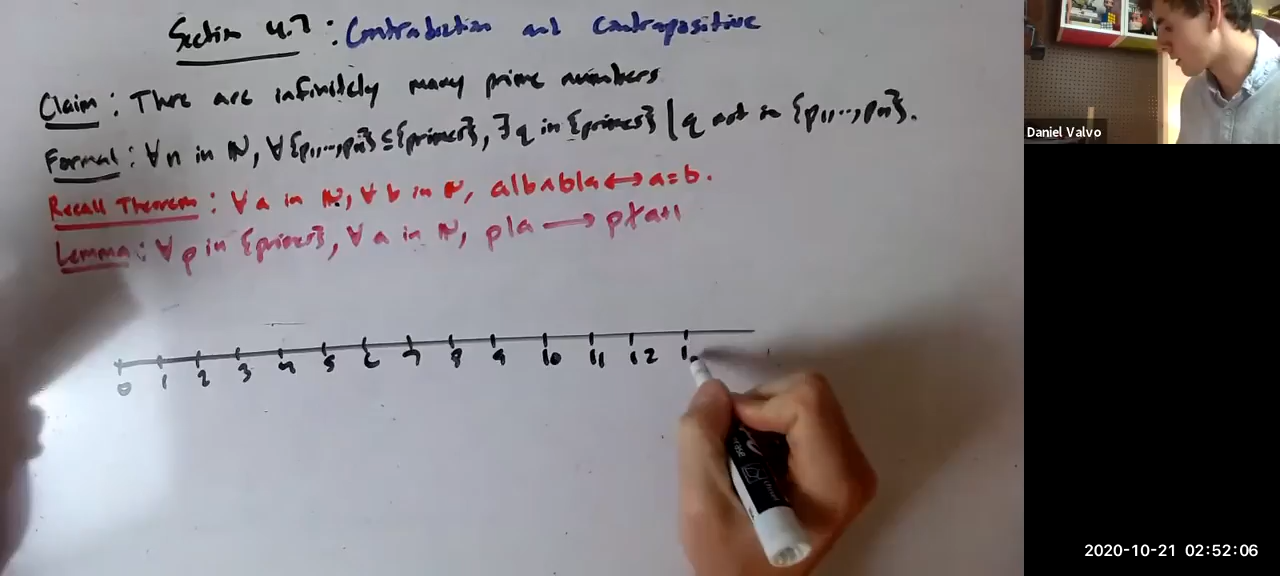 Section 4.7 : Contradiction and contrapositive
Claim : There are infinitely many prime numbers
Formal : ∀ n in ℕ, ∀ {p1,...,pn} ⊆ {primes}, ∃ q in {primes} | q not in {p1,...,pn}.
Recall Theorem : ∀ a in ℕ, ∀ b in ℕ, a|b ∧ b|a ↔ a=b.
Lemma : ∀ p in {primes}, ∀ a in ℕ, p|a → p∤a+1
0 1 2 3 4 5 6 7 8 9 10 11 12
Daniel Valvo
2020-10-21 02:52:06